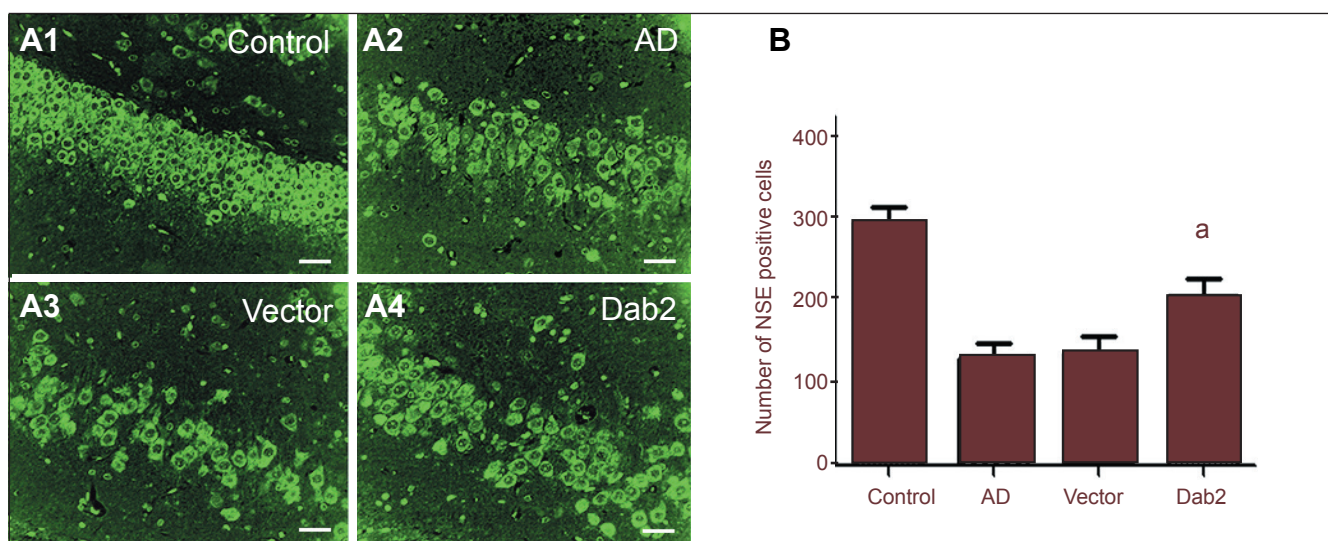 A1 Control
A2 AD
A3 Vector
A4 Dab2
B
Number of NSE positive cells
400
300
200
100
0
a
Control AD Vector Dab2